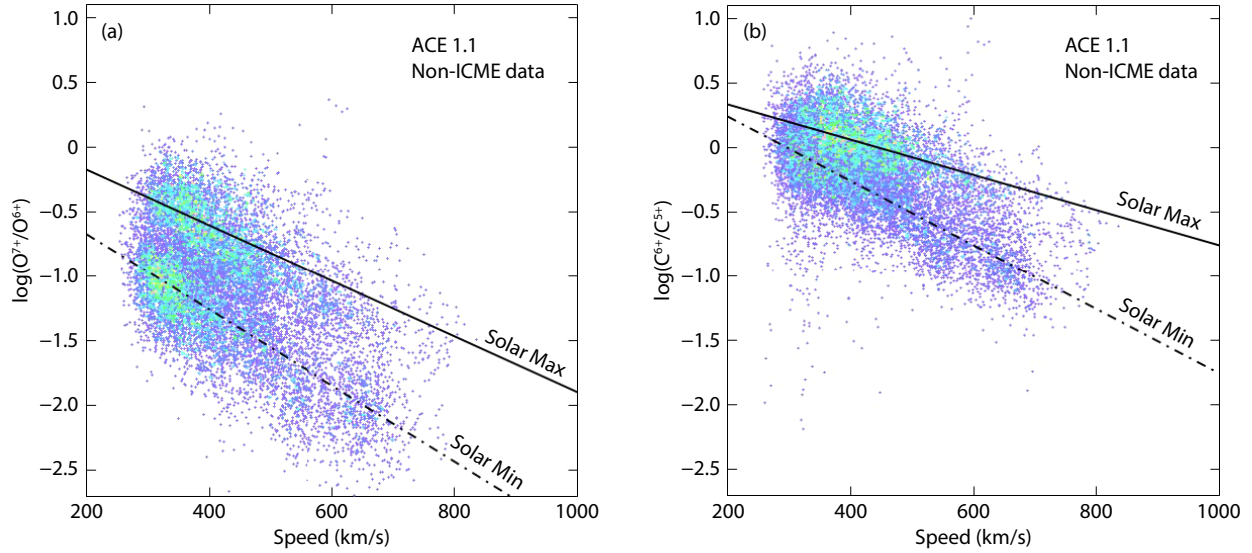 (a)
ACE 1.1
Non-ICME data
1.0
0.5
0
−0.5
−1.0
−1.5
−2.0
−2.5
log(O⁷⁺/O⁶⁺)
Solar Max
Solar Min
200
400
600
800
1000
Speed (km/s)
(b)
ACE 1.1
Non-ICME data
1.0
0.5
0
−0.5
−1.0
−1.5
−2.0
−2.5
log(C⁶⁺/C⁵⁺)
Solar Max
Solar Min
200
400
600
800
1000
Speed (km/s)